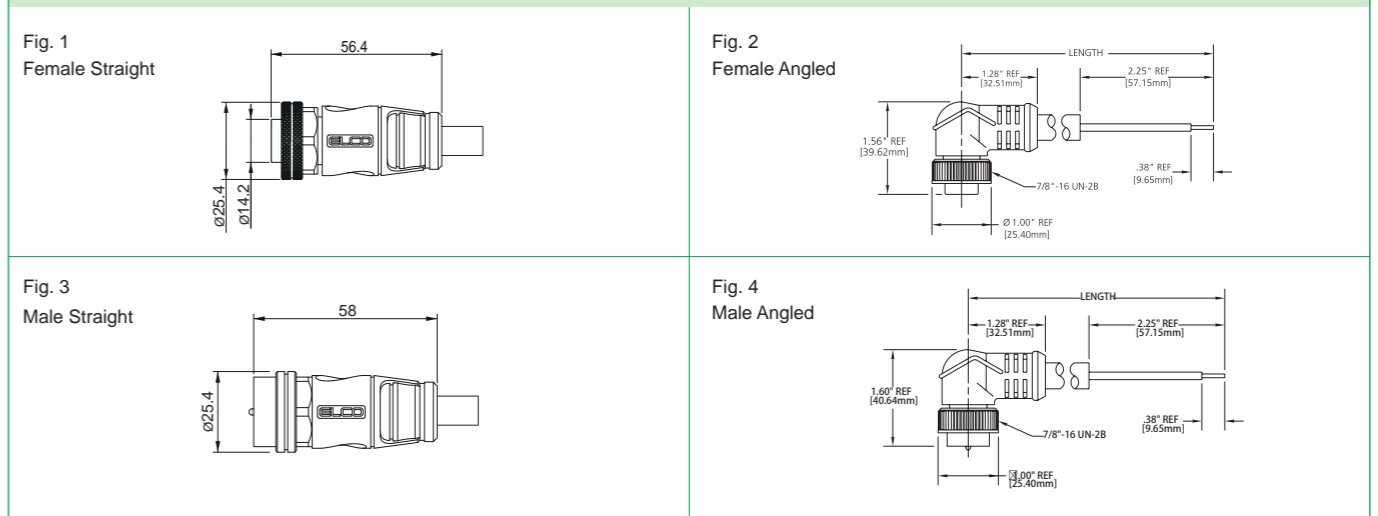 Fig. 1
Female Straight
56.4
ELCO
Ø25.4
Ø14.2
Fig. 2
Female Angled
LENGTH
1.28" REF
[32.51mm]
2.25" REF
[57.15mm]
1.56" REF
[39.62mm]
.38" REF
[9.65mm]
7/8"-16 UN-2B
Ø 1.00" REF
[25.40mm]
Fig. 3
Male Straight
58
ELCO
Ø25.4
Fig. 4
Male Angled
LENGTH
1.28" REF
[32.51mm]
2.25" REF
[57.15mm]
1.60" REF
[40.64mm]
.38" REF
[9.65mm]
7/8"-16 UN-2B
.00" REF
[25.40mm]